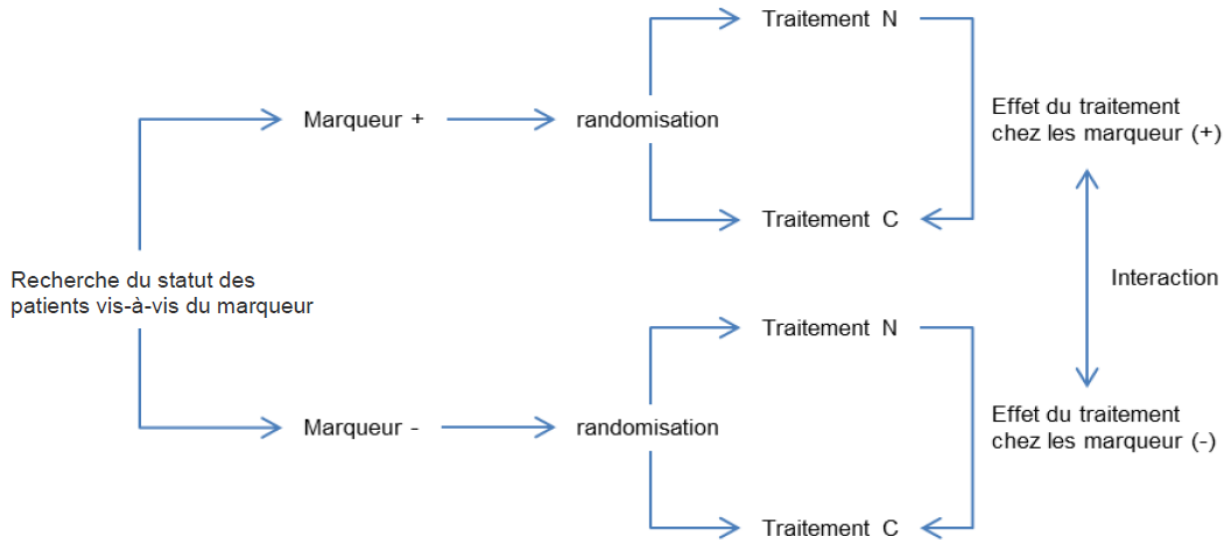 Recherche du statut des
patients vis-à-vis du marqueur
Marqueur +
randomisation
Traitement N
Traitement C
Effet du traitement
chez les marqueur (+)
Interaction
Marqueur -
randomisation
Traitement N
Traitement C
Effet du traitement
chez les marqueur (-)